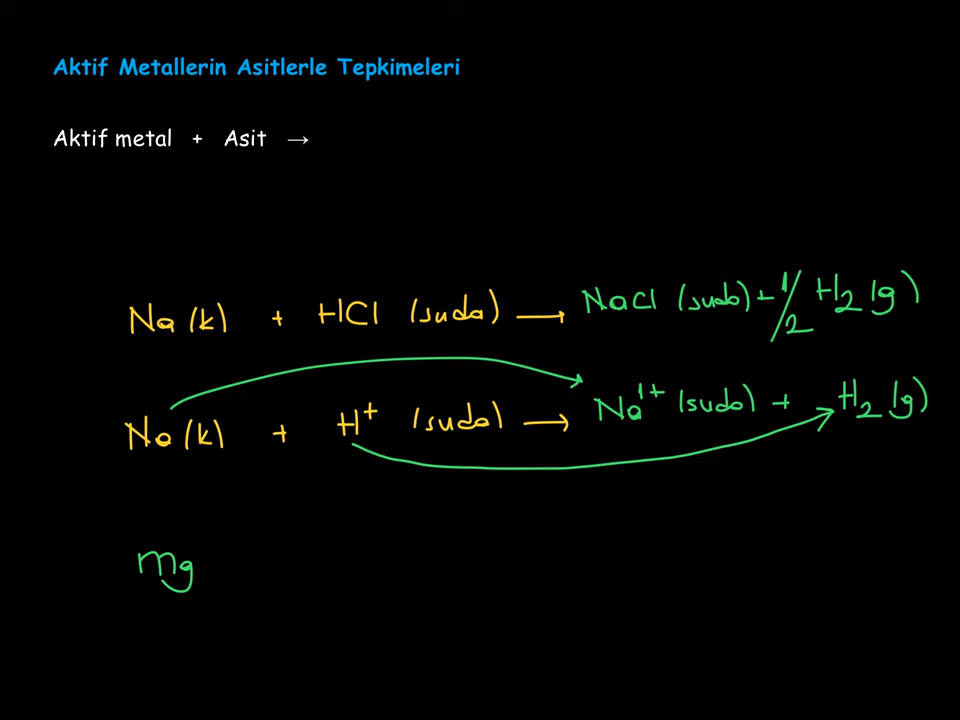 Aktif Metallerin Asitlerle Tepkimeleri
Aktif metal + Asit →
Na (k) + HCl (suda) → NaCl (suda) + 1/2 H₂ (g)
Na (k) + H⁺ (suda) → Na¹⁺ (suda) + H₂ (g)
mg